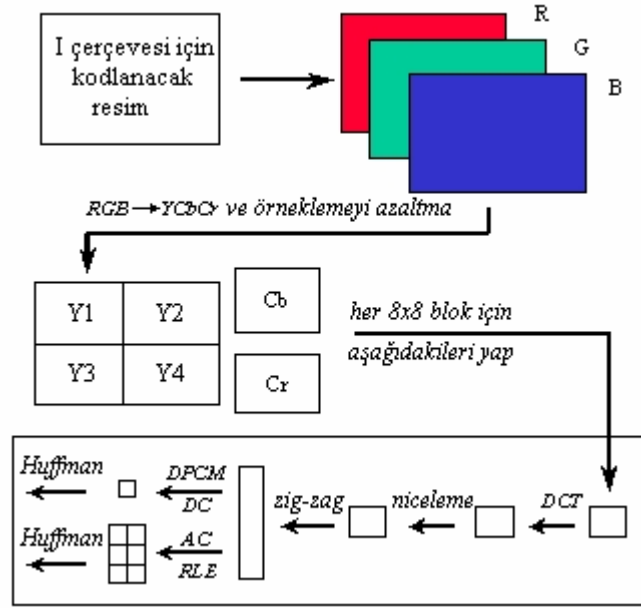 I çerçevesi için
kodlanacak
resim
R
G
B
RGB→YCbCr ve örneklemeyi azaltma
Y1 Y2
Y3 Y4
Cb
Cr
her 8x8 blok için
aşağıdakileri yap
Huffman
DPCM
DC
zig-zag
niceleme
DCT
Huffman
AC
RLE